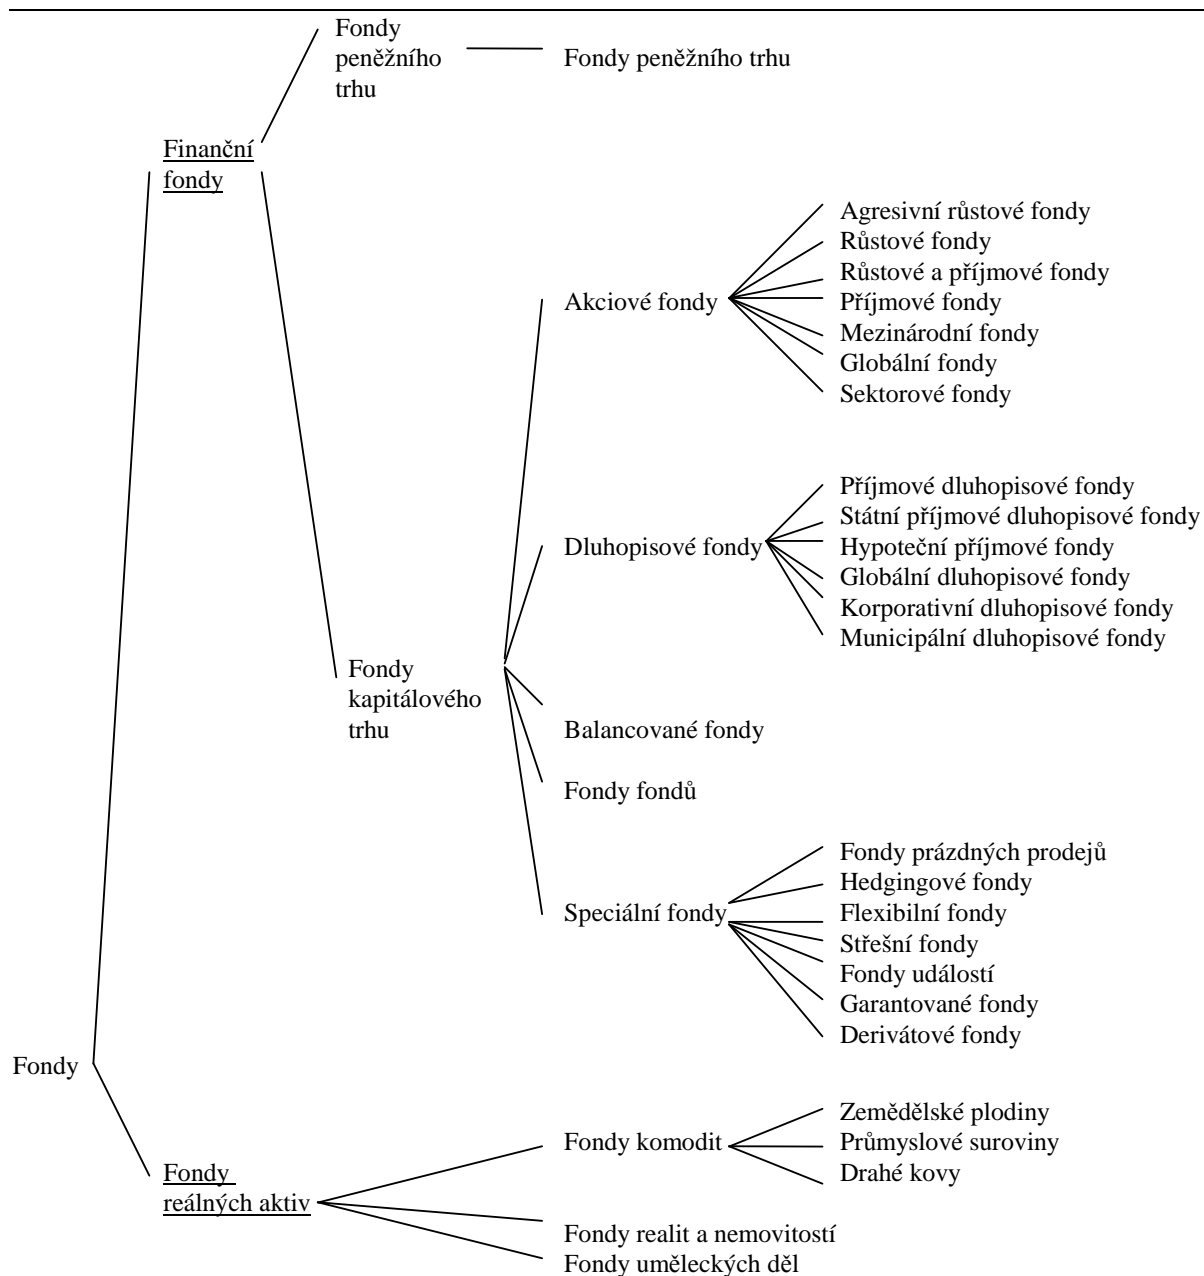 Fondy
peněžního
trhu
Fondy peněžního trhu
Finanční
fondy
Agresivní růstové fondy
Růstové fondy
Růstové a příjmové fondy
Akciové fondy
Příjmové fondy
Mezinárodní fondy
Globální fondy
Sektorové fondy
Příjmové dluhopisové fondy
Státní příjmové dluhopisové fondy
Dluhopisové fondy
Hypoteční příjmové fondy
Globální dluhopisové fondy
Korporativní dluhopisové fondy
Municipální dluhopisové fondy
Fondy
kapitálového
trhu
Balancované fondy
Fondy fondů
Fondy prázdných prodejů
Hedgingové fondy
Speciální fondy
Flexibilní fondy
Střešní fondy
Fondy událostí
Garantované fondy
Derivátové fondy
Fondy
Zemědělské plodiny
Fondy komodit
Průmyslové suroviny
Drahé kovy
Fondy
reálných aktiv
Fondy realit a nemovitostí
Fondy uměleckých děl